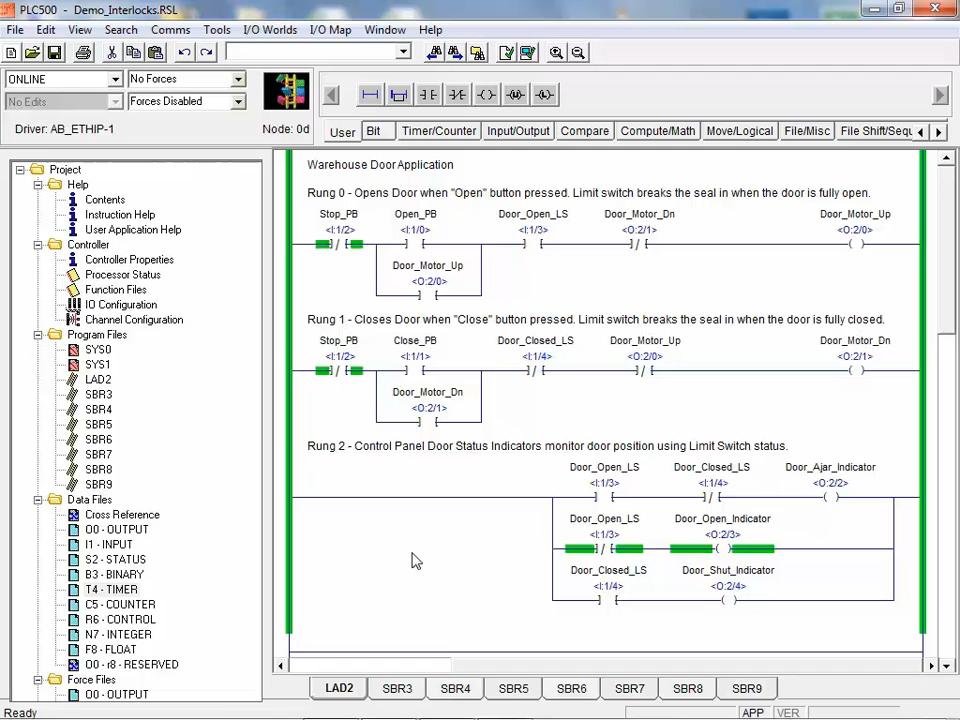 PLC500 - Demo_Interlocks.RSL
File Edit View Search Comms Tools I/O Worlds I/O Map Window Help
ONLINE No Forces
No Edits Forces Disabled
Driver: AB_ETHIP-1 Node: 0d
User Bit Timer/Counter Input/Output Compare Compute/Math Move/Logical File/Misc File Shift/Sequ
Project
Help
Contents
Instruction Help
User Application Help
Controller
Controller Properties
Processor Status
Function Files
IO Configuration
Channel Configuration
Program Files
SYS0
SYS1
LAD2
SBR3
SBR4
SBR5
SBR6
SBR7
SBR8
SBR9
Data Files
Cross Reference
O0 - OUTPUT
I1 - INPUT
S2 - STATUS
B3 - BINARY
T4 - TIMER
C5 - COUNTER
R6 - CONTROL
N7 - INTEGER
F8 - FLOAT
O0 - r8 - RESERVED
Force Files
O0 - OUTPUT
Warehouse Door Application
Rung 0 - Opens Door when "Open" button pressed. Limit switch breaks the seal in when the door is fully open.
Stop_PB Open_PB Door_Open_LS Door_Motor_Dn Door_Motor_Up
<I:1/2> <I:1/0> <I:1/3> <O:2/1> <O:2/0>
Door_Motor_Up
<O:2/0>
Rung 1 - Closes Door when "Close" button pressed. Limit switch breaks the seal in when the door is fully closed.
Stop_PB Close_PB Door_Closed_LS Door_Motor_Up Door_Motor_Dn
<I:1/2> <I:1/1> <I:1/4> <O:2/0> <O:2/1>
Door_Motor_Dn
<O:2/1>
Rung 2 - Control Panel Door Status Indicators monitor door position using Limit Switch status.
Door_Open_LS Door_Closed_LS Door_Ajar_Indicator
<I:1/3> <I:1/4> <O:2/2>
Door_Open_LS Door_Open_Indicator
<I:1/3> <O:2/3>
Door_Closed_LS Door_Shut_Indicator
<I:1/4> <O:2/4>
LAD2 SBR3 SBR4 SBR5 SBR6 SBR7 SBR8 SBR9
Ready APP VER